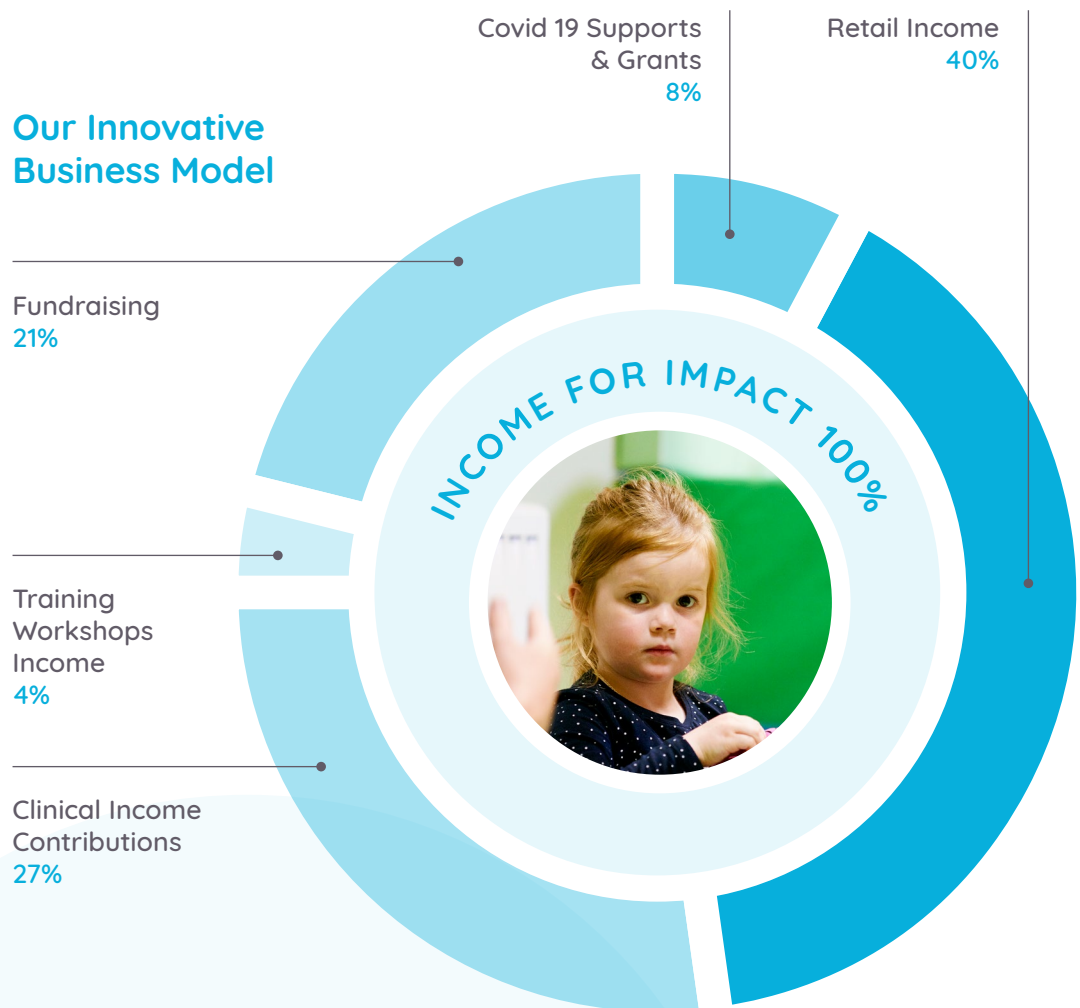 Covid 19 Supports
& Grants
8%
Retail Income
40%
Our Innovative
Business Model
Fundraising
21%
INCOME FOR IMPACT 100%
Training
Workshops
Income
4%
Clinical Income
Contributions
27%